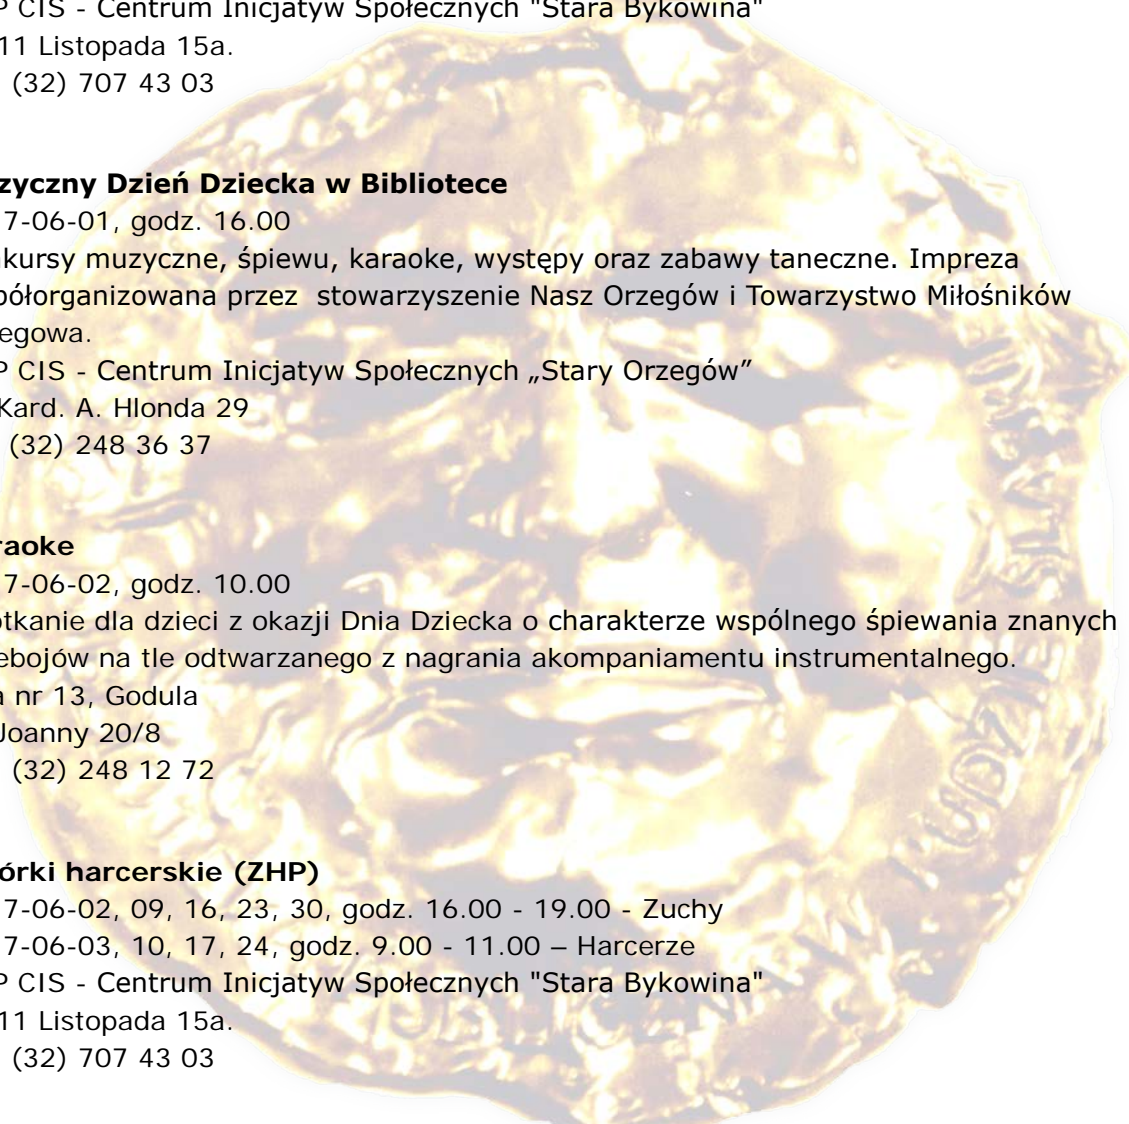 P CIS - Centrum Inicjatyw Społecznych "Stara Bykowina"
11 Listopada 15a.
(32) 707 43 03
zyczny Dzień Dziecka w Bibliotece
7-06-01, godz. 16.00
kursy muzyczne, śpiewu, karaoke, występy oraz zabawy taneczne. Impreza
półorganizowana przez stowarzyszenie Nasz Orzegów i Towarzystwo Miłośników
egowa.
P CIS - Centrum Inicjatyw Społecznych „Stary Orzegów”
Kard. A. Hlonda 29
(32) 248 36 37
raoke
7-06-02, godz. 10.00
otkanie dla dzieci z okazji Dnia Dziecka o charakterze wspólnego śpiewania znanych
ebojów na tle odtwarzanego z nagrania akompaniamentu instrumentalnego.
a nr 13, Godula
Joanny 20/8
(32) 248 12 72
órki harcerskie (ZHP)
7-06-02, 09, 16, 23, 30, godz. 16.00 - 19.00 - Zuchy
7-06-03, 10, 17, 24, godz. 9.00 - 11.00 – Harcerze
P CIS - Centrum Inicjatyw Społecznych "Stara Bykowina"
11 Listopada 15a.
(32) 707 43 03